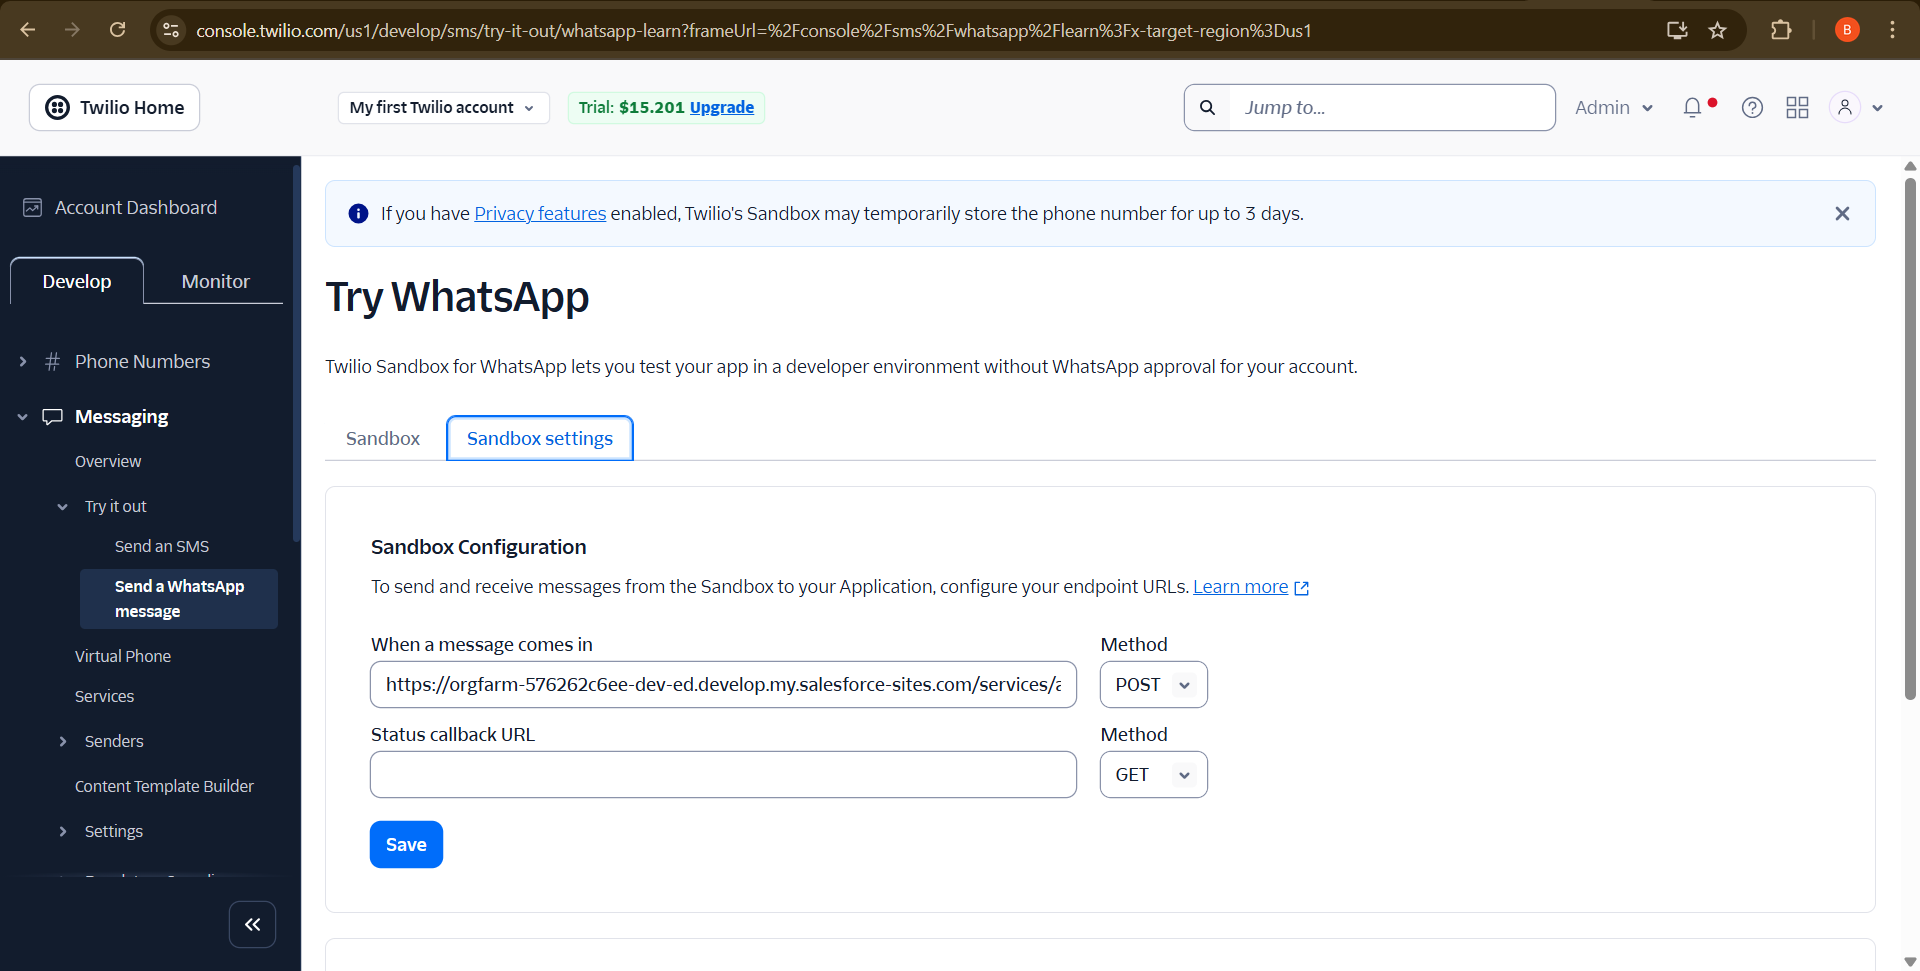 console.twilio.com/us1/develop/sms/try-it-out/whatsapp-learn?frameUrl=%2Fconsole%2Fsms%2Fwhatsapp%2Flearn%3Fx-target-region%3Dus1
B
Twilio Home
My first Twilio account
Trial: $15.201 Upgrade
Jump to...
Admin
Account Dashboard
Develop
Monitor
Phone Numbers
Messaging
Overview
Try it out
Send an SMS
Send a WhatsApp
message
Virtual Phone
Services
Senders
Content Template Builder
Settings
If you have Privacy features enabled, Twilio's Sandbox may temporarily store the phone number for up to 3 days.
Try WhatsApp
Twilio Sandbox for WhatsApp lets you test your app in a developer environment without WhatsApp approval for your account.
Sandbox
Sandbox settings
Sandbox Configuration
To send and receive messages from the Sandbox to your Application, configure your endpoint URLs. Learn more
When a message comes in
Method
https://orgfarm-576262c6ee-dev-ed.develop.my.salesforce-sites.com/services/a
POST
Status callback URL
Method
GET
Save